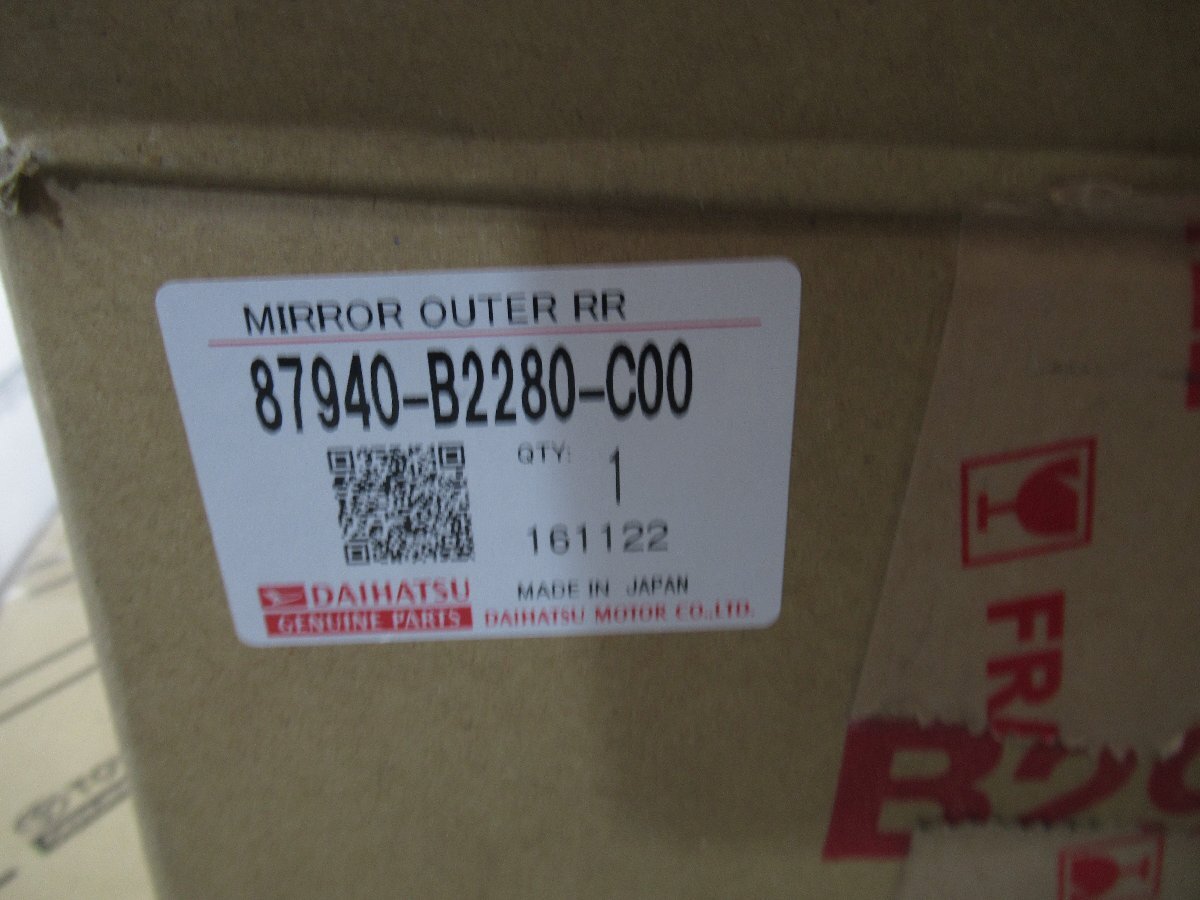 MIRROR OUTER RR
87940-B2280-C00
QTY: 1
161122
DAIHATSU
GENUINE PARTS
MADE IN JAPAN
DAIHATSU MOTOR CO.,LTD.